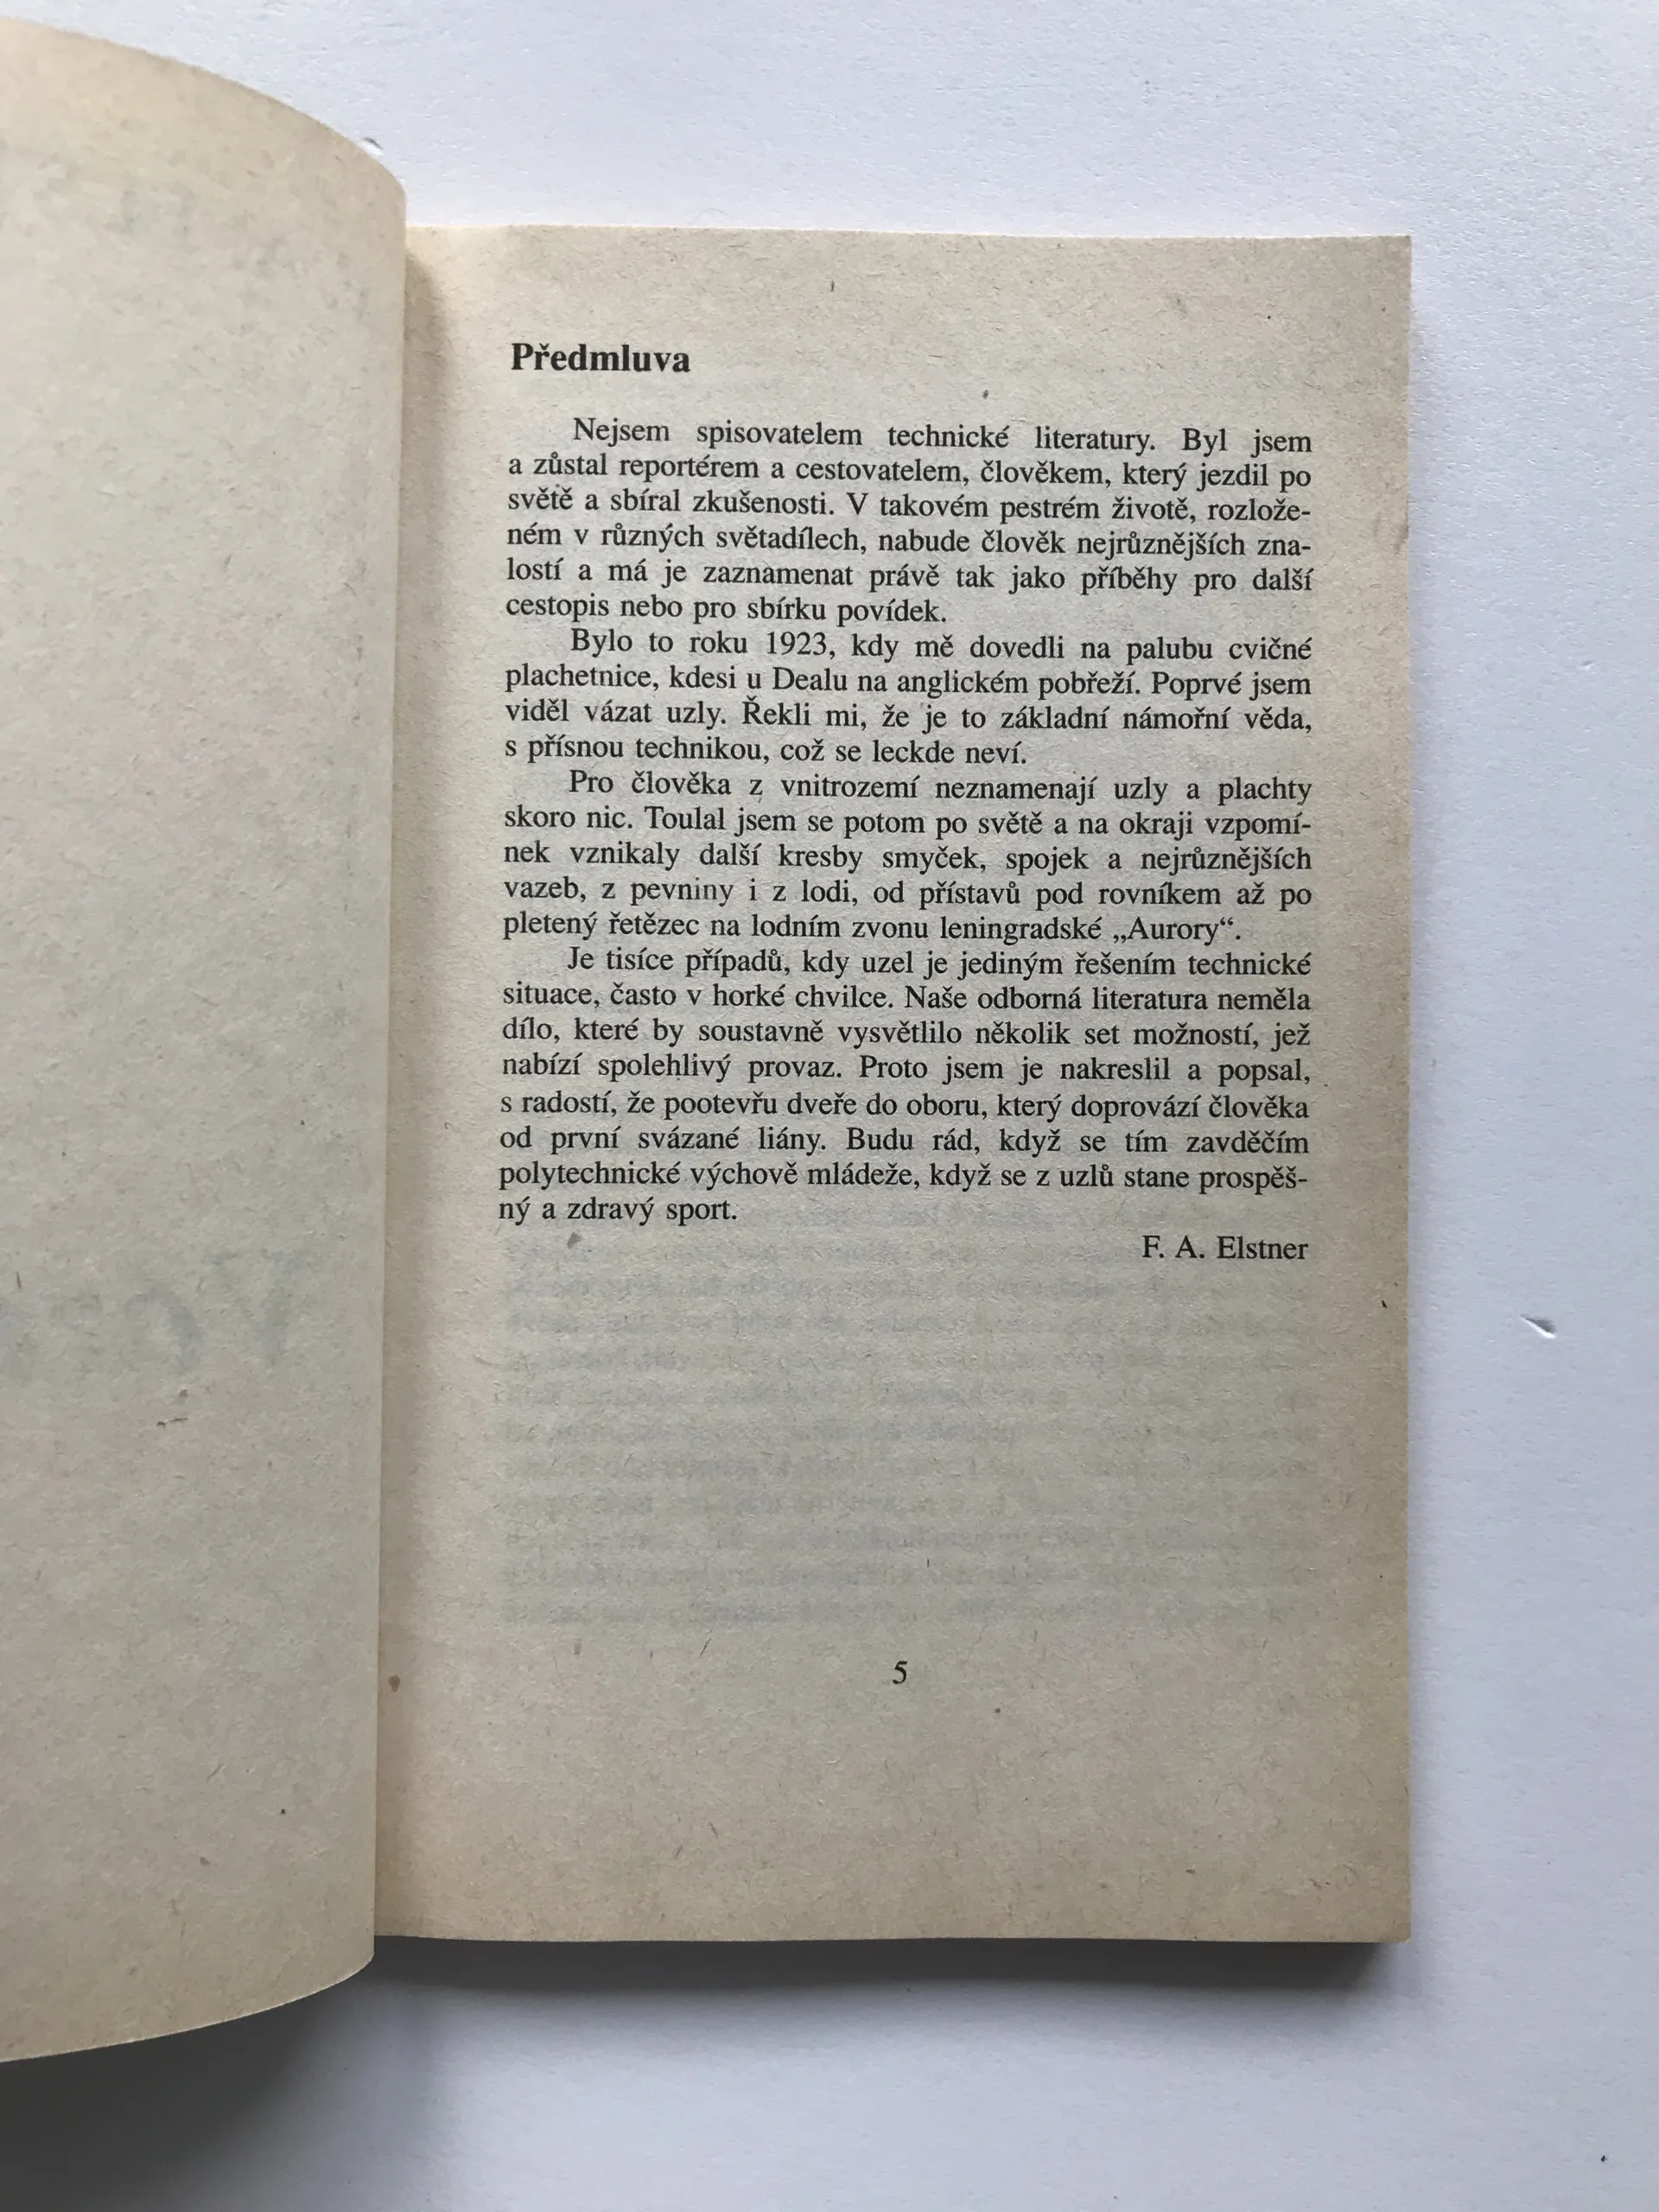 Předmluva
Nejsem spisovatelem technické literatury. Byl jsem
a zůstal reportérem a cestovatelem, člověkem, který jezdil po
světě a sbíral zkušenosti. V takovém pestrém životě, rozlože-
ném v různých světadílech, nabude člověk nejrůznějších zna-
lostí a má je zaznamenat právě tak jako příběhy pro další
cestopis nebo pro sbírku povídek.
Bylo to roku 1923, kdy mě dovedli na palubu cvičné
plachetnice, kdesi u Dealu na anglickém pobřeží. Poprvé jsem
viděl vázat uzly. Řekli mi, že je to základní námořní věda,
s přísnou technikou, což se leckde neví.
Pro člověka z vnitrozemí neznamenají uzly a plachty
skoro nic. Toulal jsem se potom po světě a na okraji vzpomí-
nek vznikaly další kresby smyček, spojek a nejrůznějších
vazeb, z pevniny i z lodi, od přístavů pod rovníkem až po
pletený řetězec na lodním zvonu leningradské „Aurory“.
Je tisíce případů, kdy uzel je jediným řešením technické
situace, často v horké chvilce. Naše odborná literatura neměla
dílo, které by soustavně vysvětlilo několik set možností, jež
nabízí spolehlivý provaz. Proto jsem je nakreslil a popsal,
s radostí, že pootevřu dveře do oboru, který doprovází člověka
od první svázané liány. Budu rád, když se tím zavděčím
polytechnické výchově mládeže, když se z uzlů stane prospěš-
ný a zdravý sport.
F. A. Elstner
5